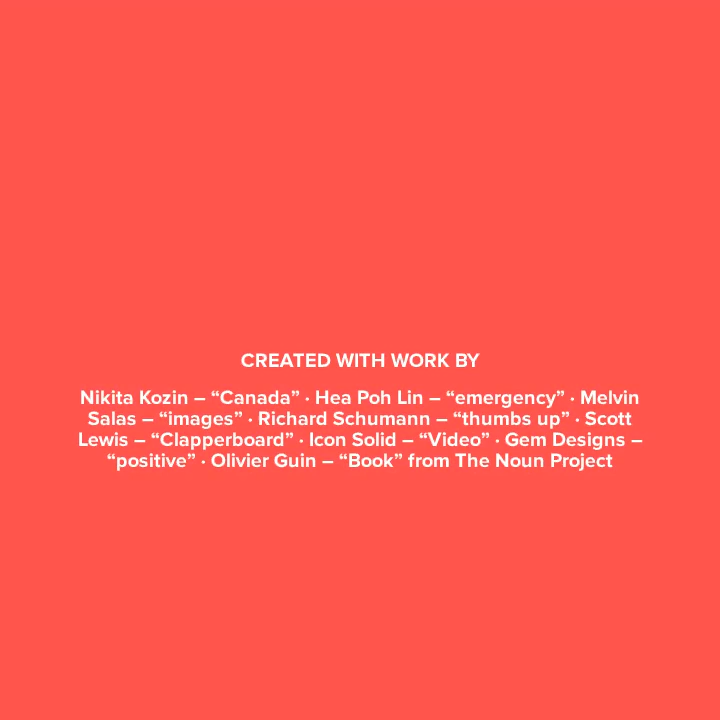 CREATED WITH WORK BY
Nikita Kozin – “Canada” · Hea Poh Lin – “emergency” · Melvin
Salas – “images” · Richard Schumann – “thumbs up” · Scott
Lewis – “Clapperboard” · Icon Solid – “Video” · Gem Designs –
“positive” · Olivier Guin – “Book” from The Noun Project